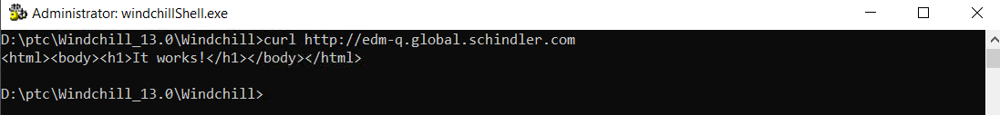 Administrator: windchillShell.exe
D:\ptc\Windchill_13.0\Windchill>curl http://edm-q.global.schindler.com
<html><body><h1>It works!</h1></body></html>
D:\ptc\Windchill_13.0\Windchill>